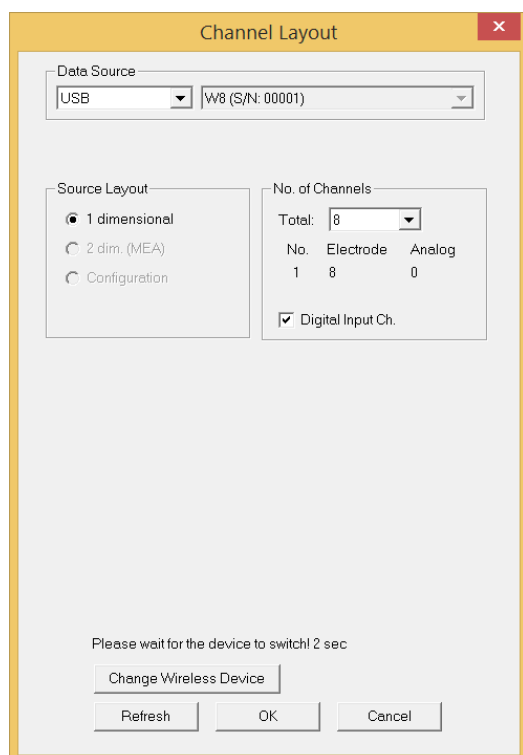 Channel Layout
Data Source
USB
W8 (S/N: 00001)
Source Layout
1 dimensional
2 dim. (MEA)
Configuration
No. of Channels
Total: 8
No. Electrode Analog
1 8 0
Digital Input Ch.
Please wait for the device to switch! 2 sec
Change Wireless Device
Refresh OK Cancel